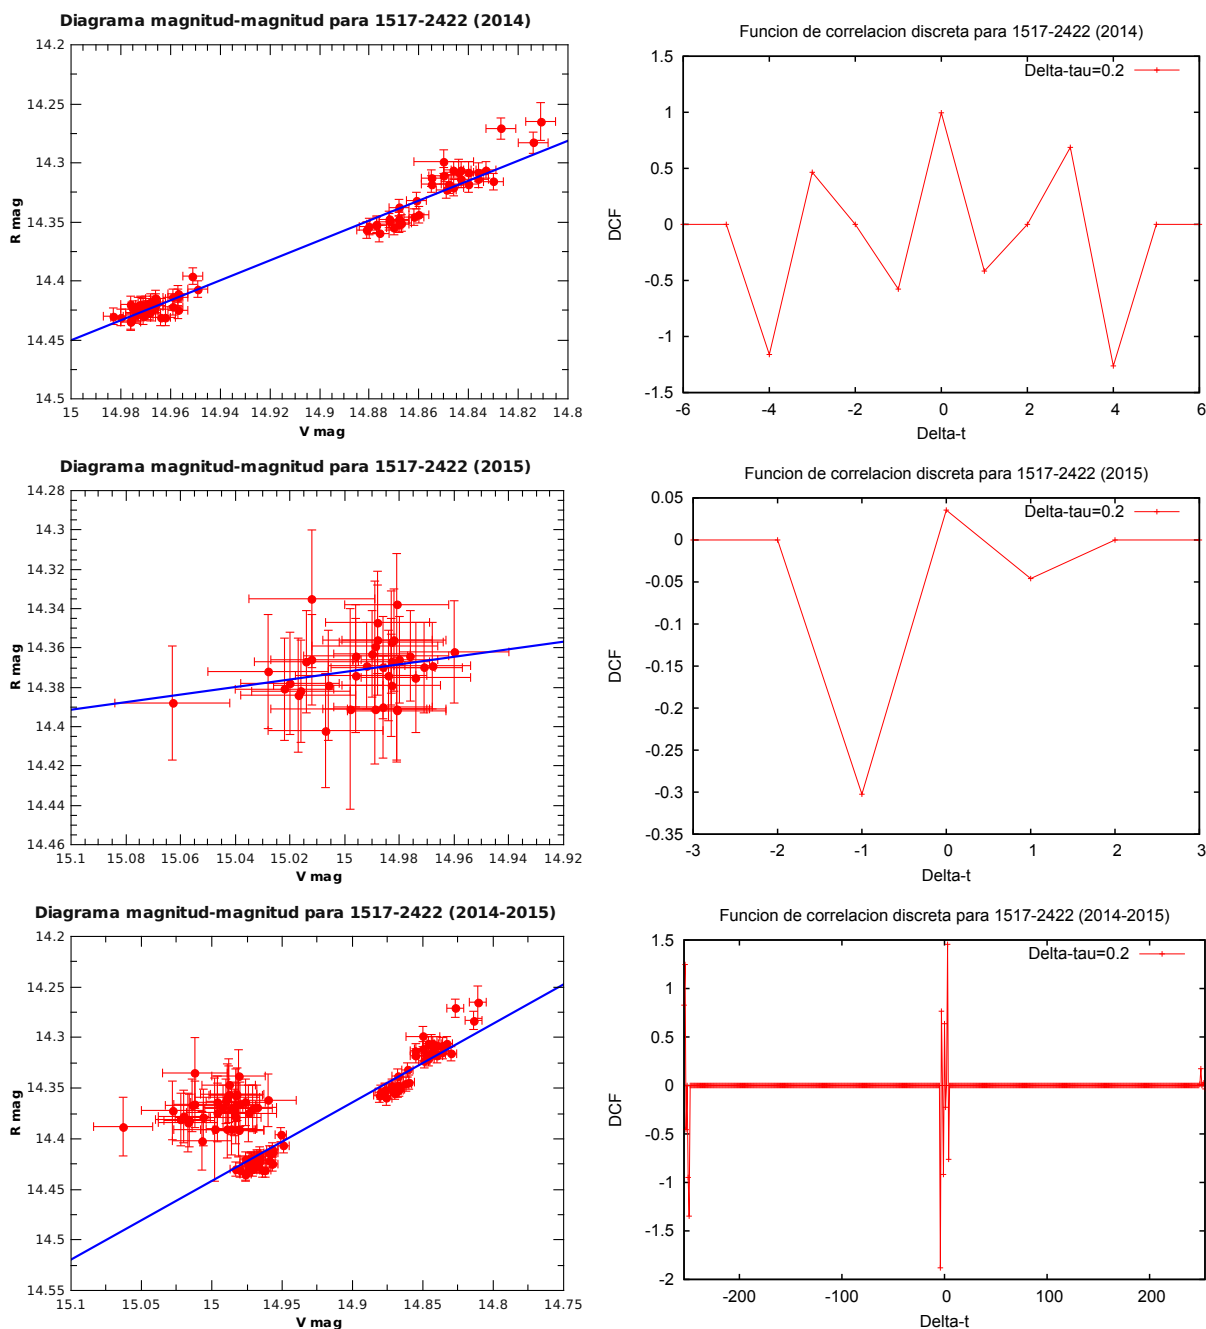 Diagrama magnitud-magnitud para 1517-2422 (2014)
14.2
14.25
14.3
14.35
14.4
14.45
14.5
R mag
15 14.98 14.96 14.94 14.92 14.9 14.88 14.86 14.84 14.82 14.8
V mag
Funcion de correlacion discreta para 1517-2422 (2014)
Delta-tau=0.2
1.5
1
0.5
0
-0.5
-1
-1.5
DCF
-6 -4 -2 0 2 4 6
Delta-t
Diagrama magnitud-magnitud para 1517-2422 (2015)
14.28
14.3
14.32
14.34
14.36
14.38
14.4
14.42
14.44
14.46
R mag
15.1 15.08 15.06 15.04 15.02 15 14.98 14.96 14.94 14.92
V mag
Funcion de correlacion discreta para 1517-2422 (2015)
Delta-tau=0.2
0.05
0
-0.05
-0.1
-0.15
-0.2
-0.25
-0.3
-0.35
DCF
-3 -2 -1 0 1 2 3
Delta-t
Diagrama magnitud-magnitud para 1517-2422 (2014-2015)
14.2
14.25
14.3
14.35
14.4
14.45
14.5
14.55
R mag
15.1 15.05 15 14.95 14.9 14.85 14.8 14.75
V mag
Funcion de correlacion discreta para 1517-2422 (2014-2015)
Delta-tau=0.2
1.5
1
0.5
0
-0.5
-1
-1.5
-2
DCF
-200 -100 0 100 200
Delta-t